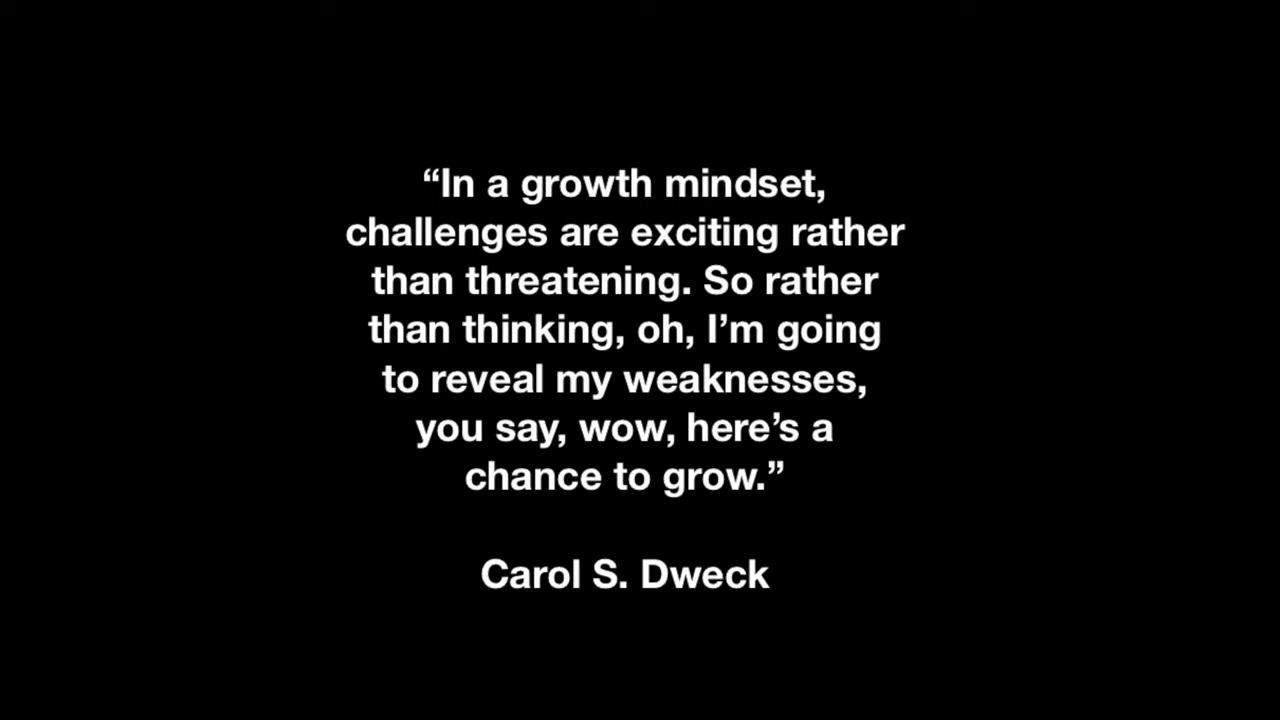 “In a growth mindset,
challenges are exciting rather
than threatening. So rather
than thinking, oh, I’m going
to reveal my weaknesses,
you say, wow, here’s a
chance to grow.”
Carol S. Dweck